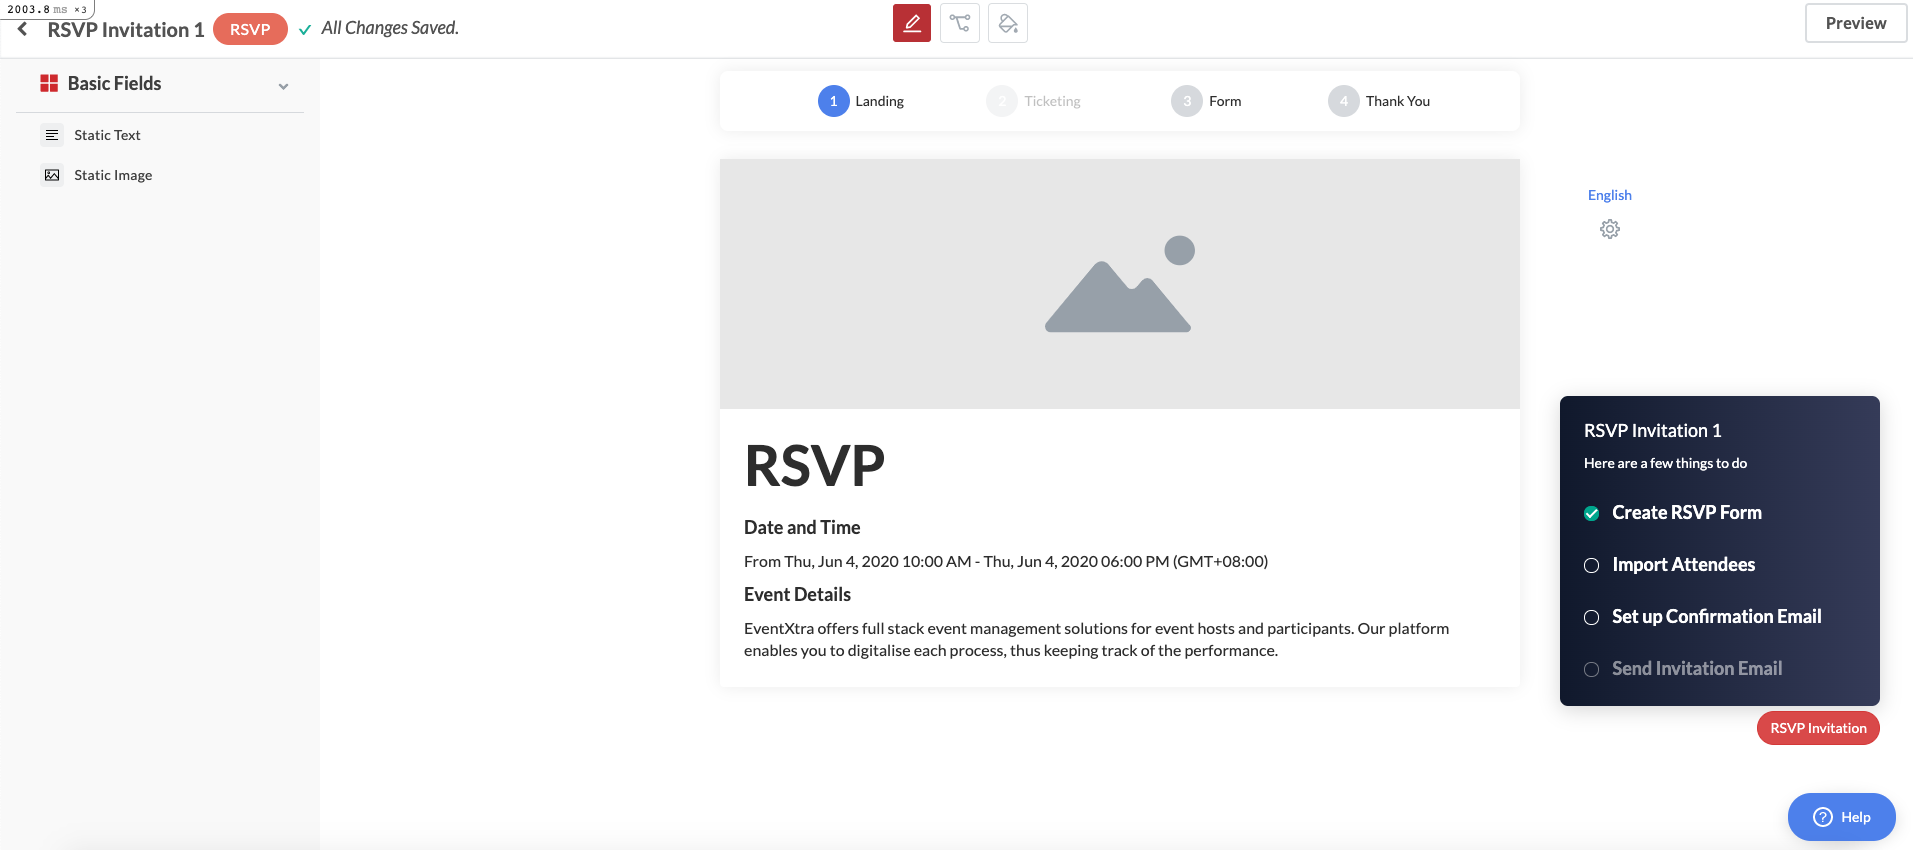 2003.8 ms ×3
RSVP Invitation 1
RSVP
All Changes Saved.
Preview
Basic Fields
Static Text
Static Image
1 Landing
2 Ticketing
3 Form
4 Thank You
English
RSVP
Date and Time
From Thu, Jun 4, 2020 10:00 AM - Thu, Jun 4, 2020 06:00 PM (GMT+08:00)
Event Details
EventXtra offers full stack event management solutions for event hosts and participants. Our platform
enables you to digitalise each process, thus keeping track of the performance.
RSVP Invitation 1
Here are a few things to do
Create RSVP Form
Import Attendees
Set up Confirmation Email
Send Invitation Email
RSVP Invitation
? Help